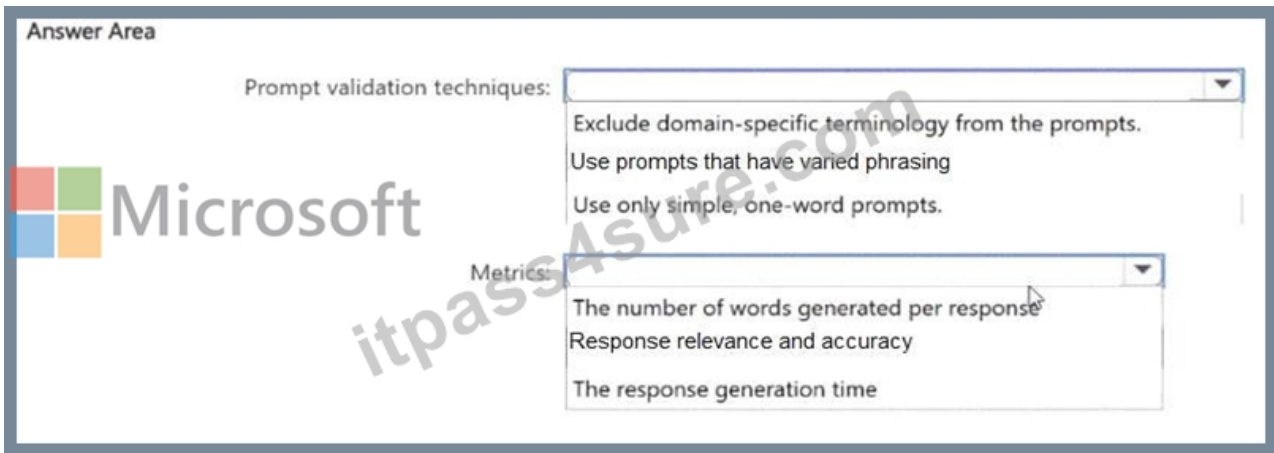 Answer Area
Prompt validation techniques:
Exclude domain-specific terminology from the prompts.
Use prompts that have varied phrasing
Use only simple, one-word prompts.
Microsoft
Metrics:
The number of words generated per response
Response relevance and accuracy
The response generation time
itpass4sure.com